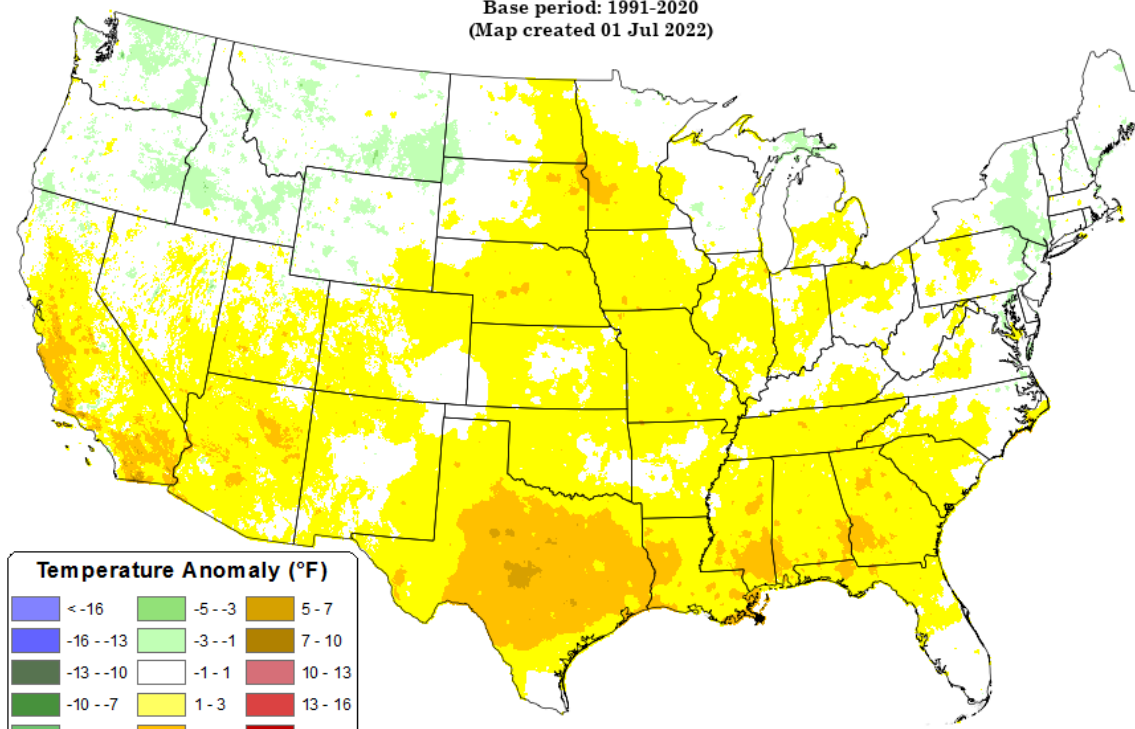 Base period: 1991-2020
(Map created 01 Jul 2022)
Temperature Anomaly (°F)
< -16 -5 - -3 5 - 7
-16 - -13 -3 - -1 7 - 10
-13 - -10 -1 - 1 10 - 13
-10 - -7 1 - 3 13 - 16